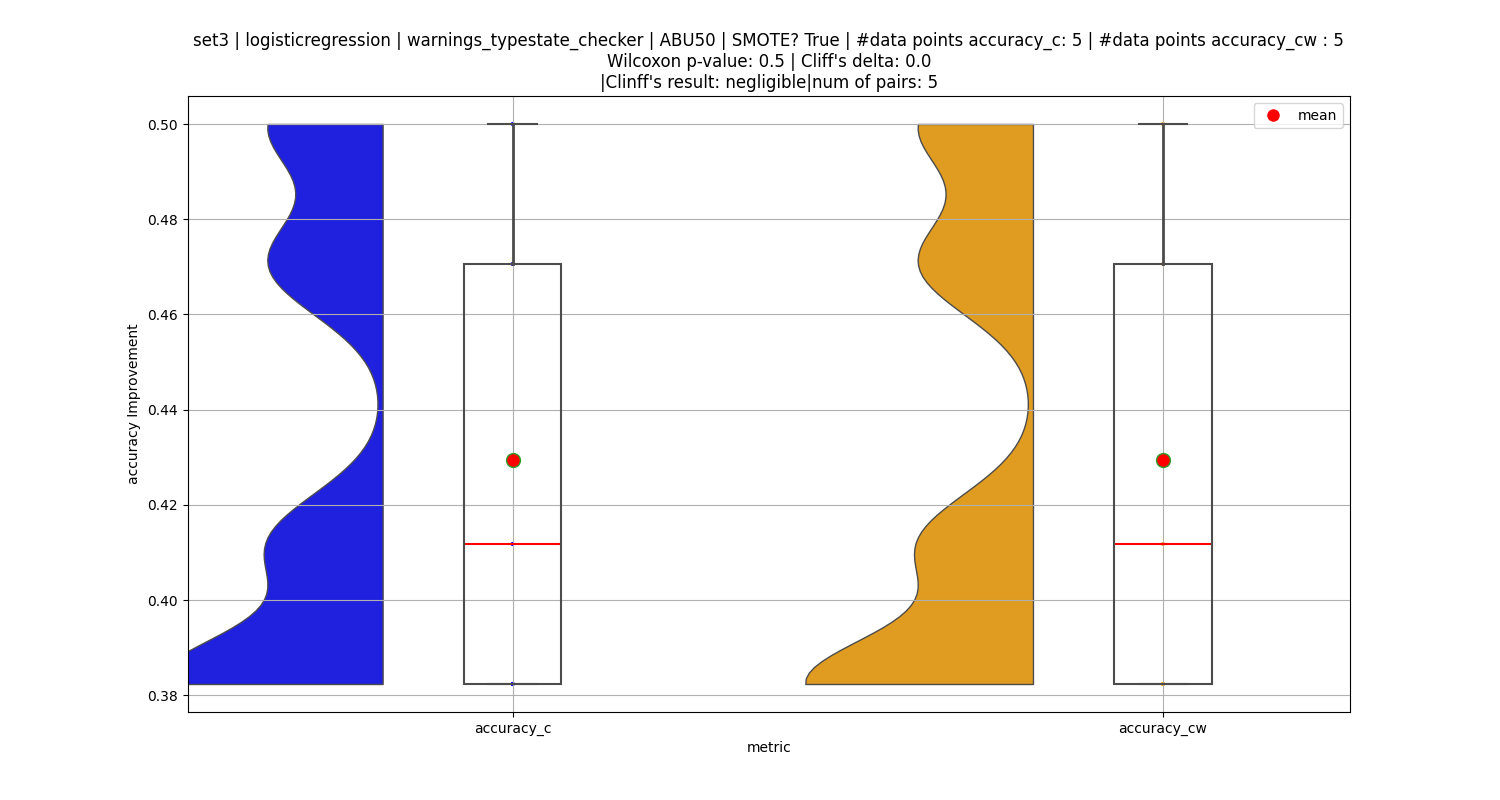 set3 | logisticregression | warnings_typestate_checker | ABU50 | SMOTE? True | #data points accuracy_c: 5 | #data points accuracy_cw : 5
Wilcoxon p-value: 0.5 | Cliff's delta: 0.0
|Clinff's result: negligible|num of pairs: 5
mean
0.50
0.48
0.46
0.44
0.42
0.40
0.38
accuracy Improvement
accuracy_c
accuracy_cw
metric